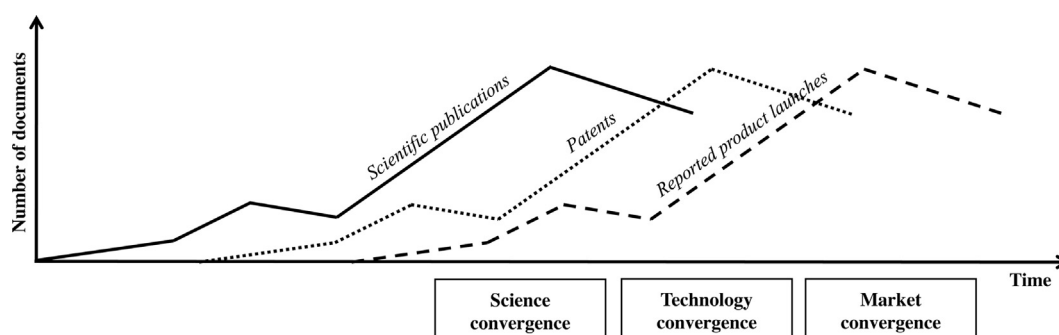 Number of documents
Scientific publications
Patents
Reported product launches
Time
Science
convergence
Technology
convergence
Market
convergence